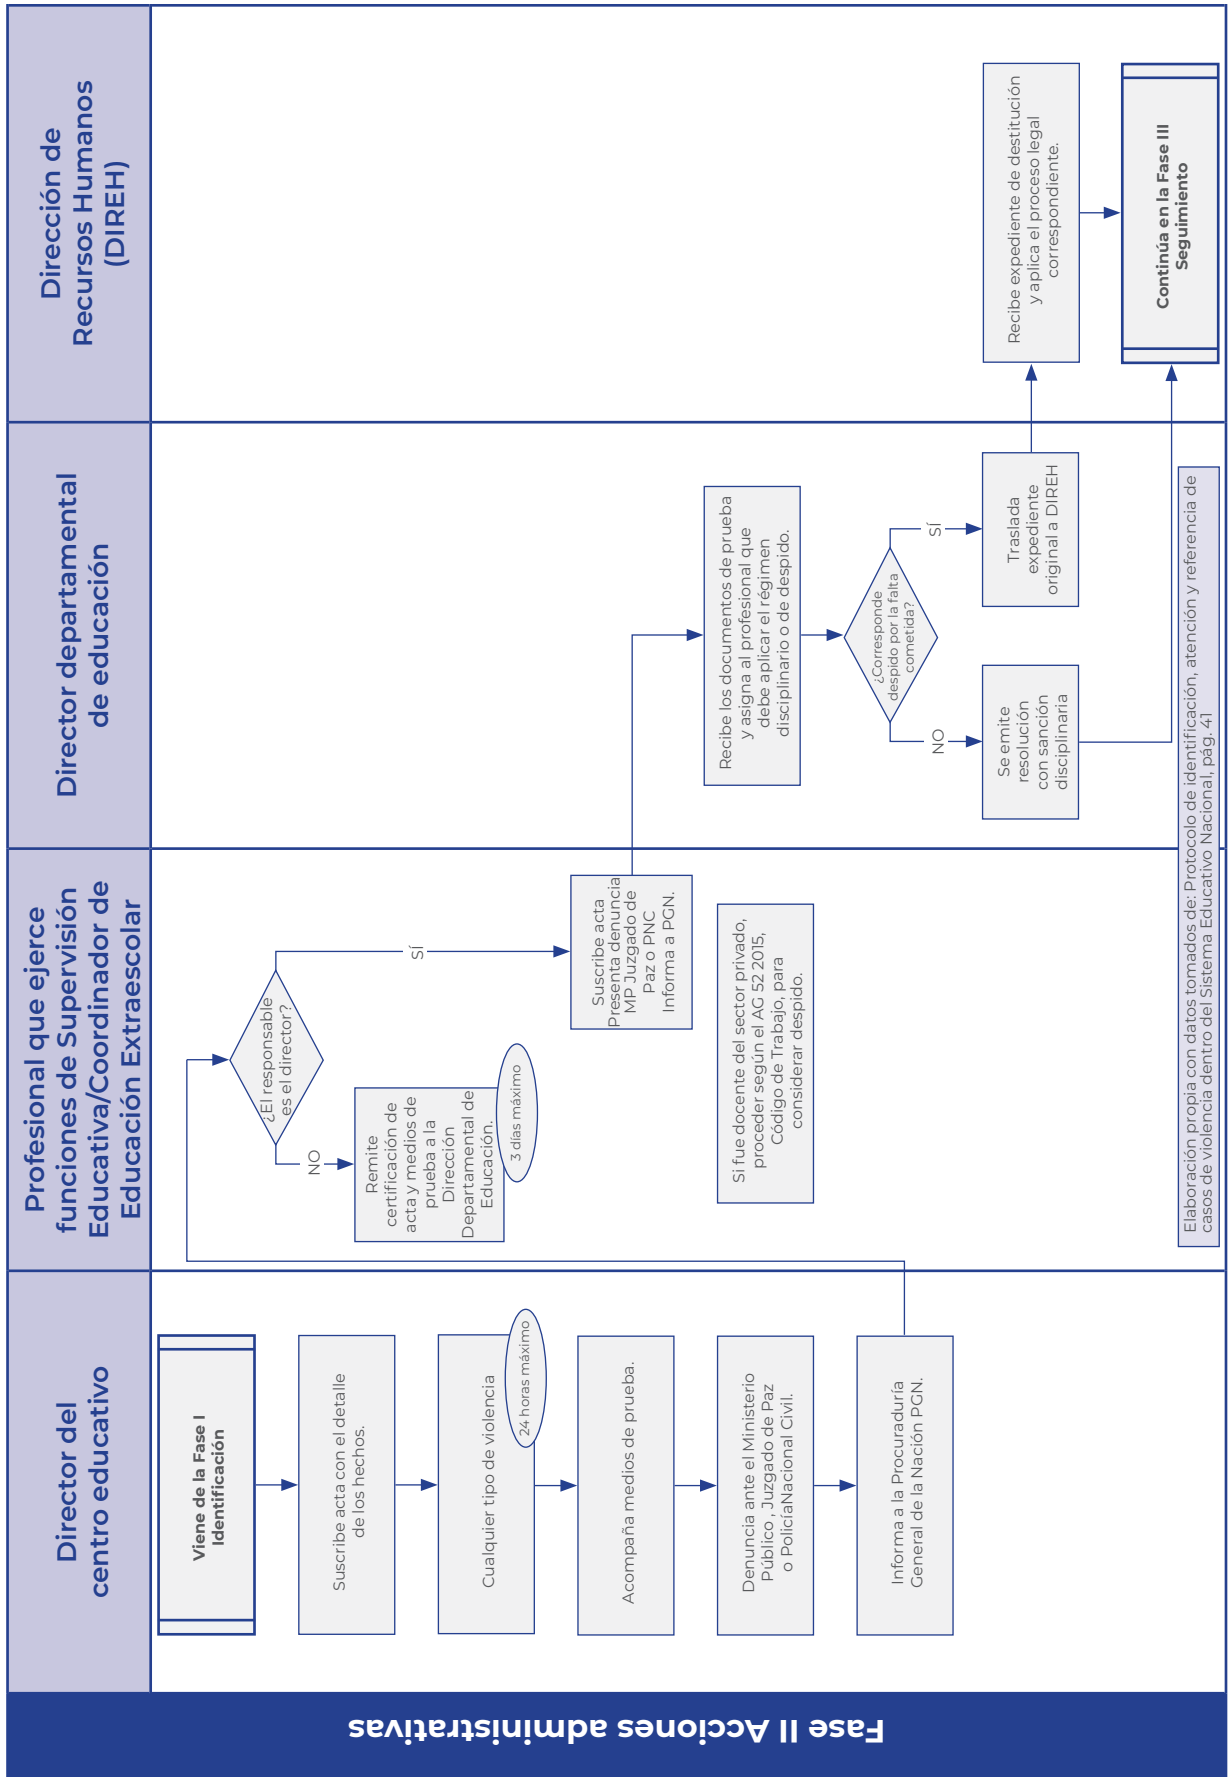 Fase II Acciones administrativas
Director del
centro educativo
Profesional que ejerce
funciones de Supervisión
Educativa/Coordinador de
Educación Extraescolar
Director departamental
de educación
Dirección de
Recursos Humanos
(DIREH)
Viene de la Fase I
Identificación
Suscribe acta con el detalle
de los hechos.
Cualquier tipo de violencia
24 horas máximo
Acompaña medios de prueba.
Denuncia ante el Ministerio
Público , Juzgado de Paz
o PolicíaNacional Civil.
Informa a la Procuraduría
General de la Nación PGN.
¿El responsable
es el director?
NO
SÍ
Remite
certificación de
acta y medios de
prueba a la
Dirección
Departamental de
Educación.
3 días máximo
Suscribe acta
Presenta denuncia
MP Juzgado de
Paz o PNC
Informa a PGN.
Si fue docente del sector privado,
proceder según el AG 52 2015,
Código de Trabajo, para
considerar despido.
Recibe los documentos de prueba
y asigna al profesional que
debe aplicar el régimen
disciplinario o de despido.
¿Corresponde
despido por la falta
cometida?
NO
SÍ
Se emite
resolución
con sanción
disciplinaria
Traslada
expediente
original a DIREH
Recibe expediente de destitución
y aplica el proceso legal
correspondiente.
Continúa en la Fase III
Seguimiento
Elaboración propia con datos tomados de: Protocolo de identificación, atención y referencia de
casos de violencia dentro del Sistema Educativo Nacional, pág. 41